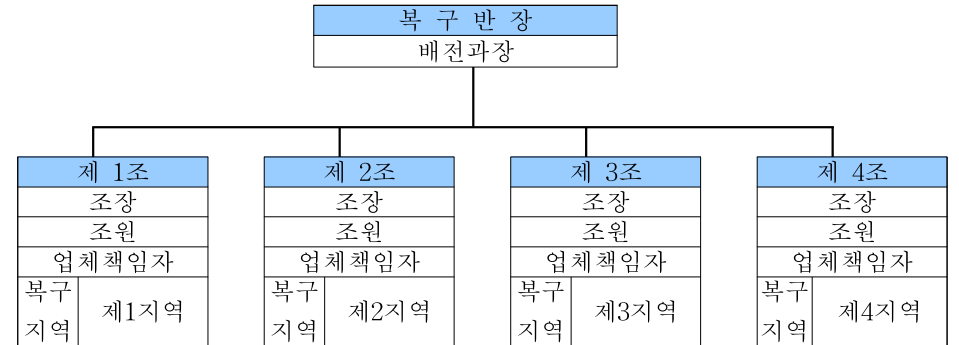 복 구 반 장
배전과장
제 1조
조장
조원
업체책임자
복구
지역
제1지역
제 2조
조장
조원
업체책임자
복구
지역
제2지역
제 3조
조장
조원
업체책임자
복구
지역
제3지역
제 4조
조장
조원
업체책임자
복구
지역
제4지역